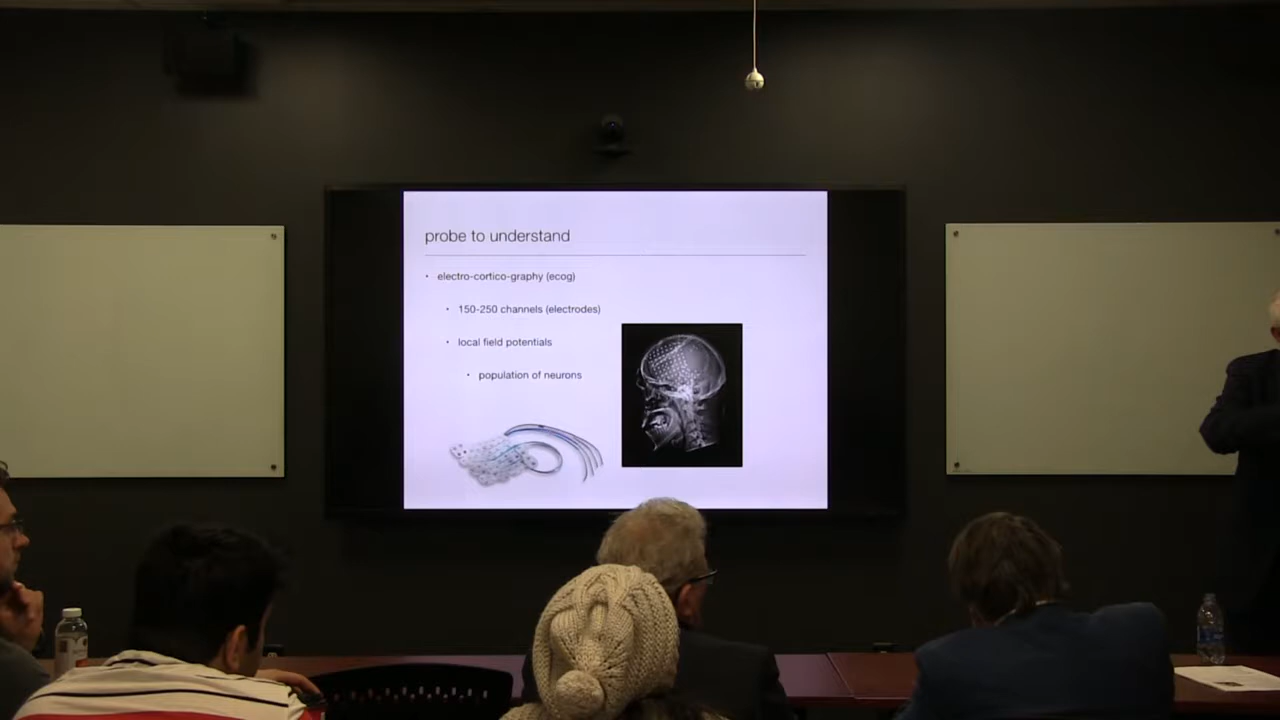 probe to understand
• electro-cortico-graphy (ecog)
• 150-250 channels (electrodes)
• local field potentials
• population of neurons